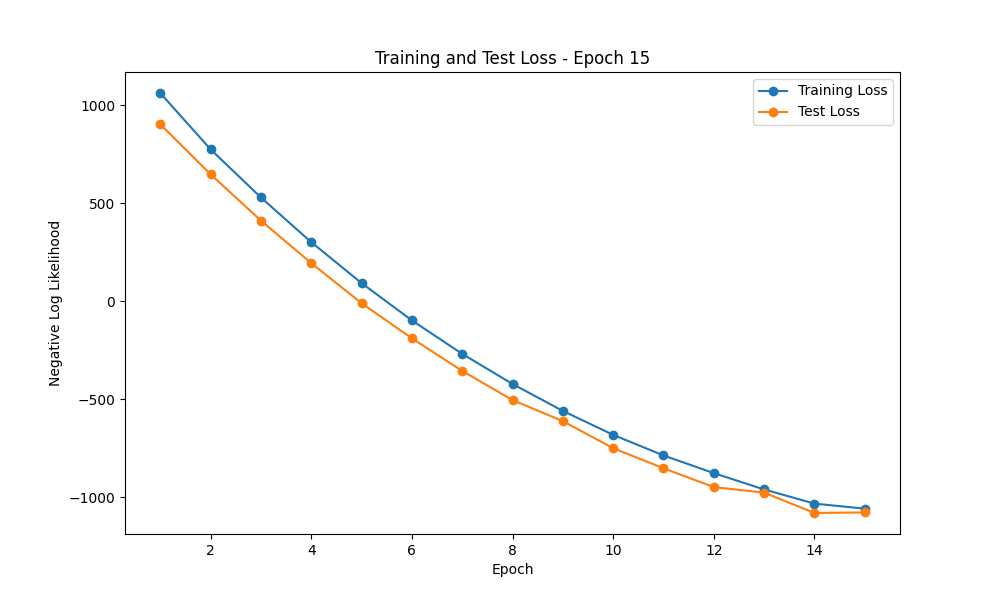 Training and Test Loss - Epoch 15
Training Loss
Test Loss
Negative Log Likelihood
1000
500
0
−500
−1000
2
4
6
8
10
12
14
Epoch